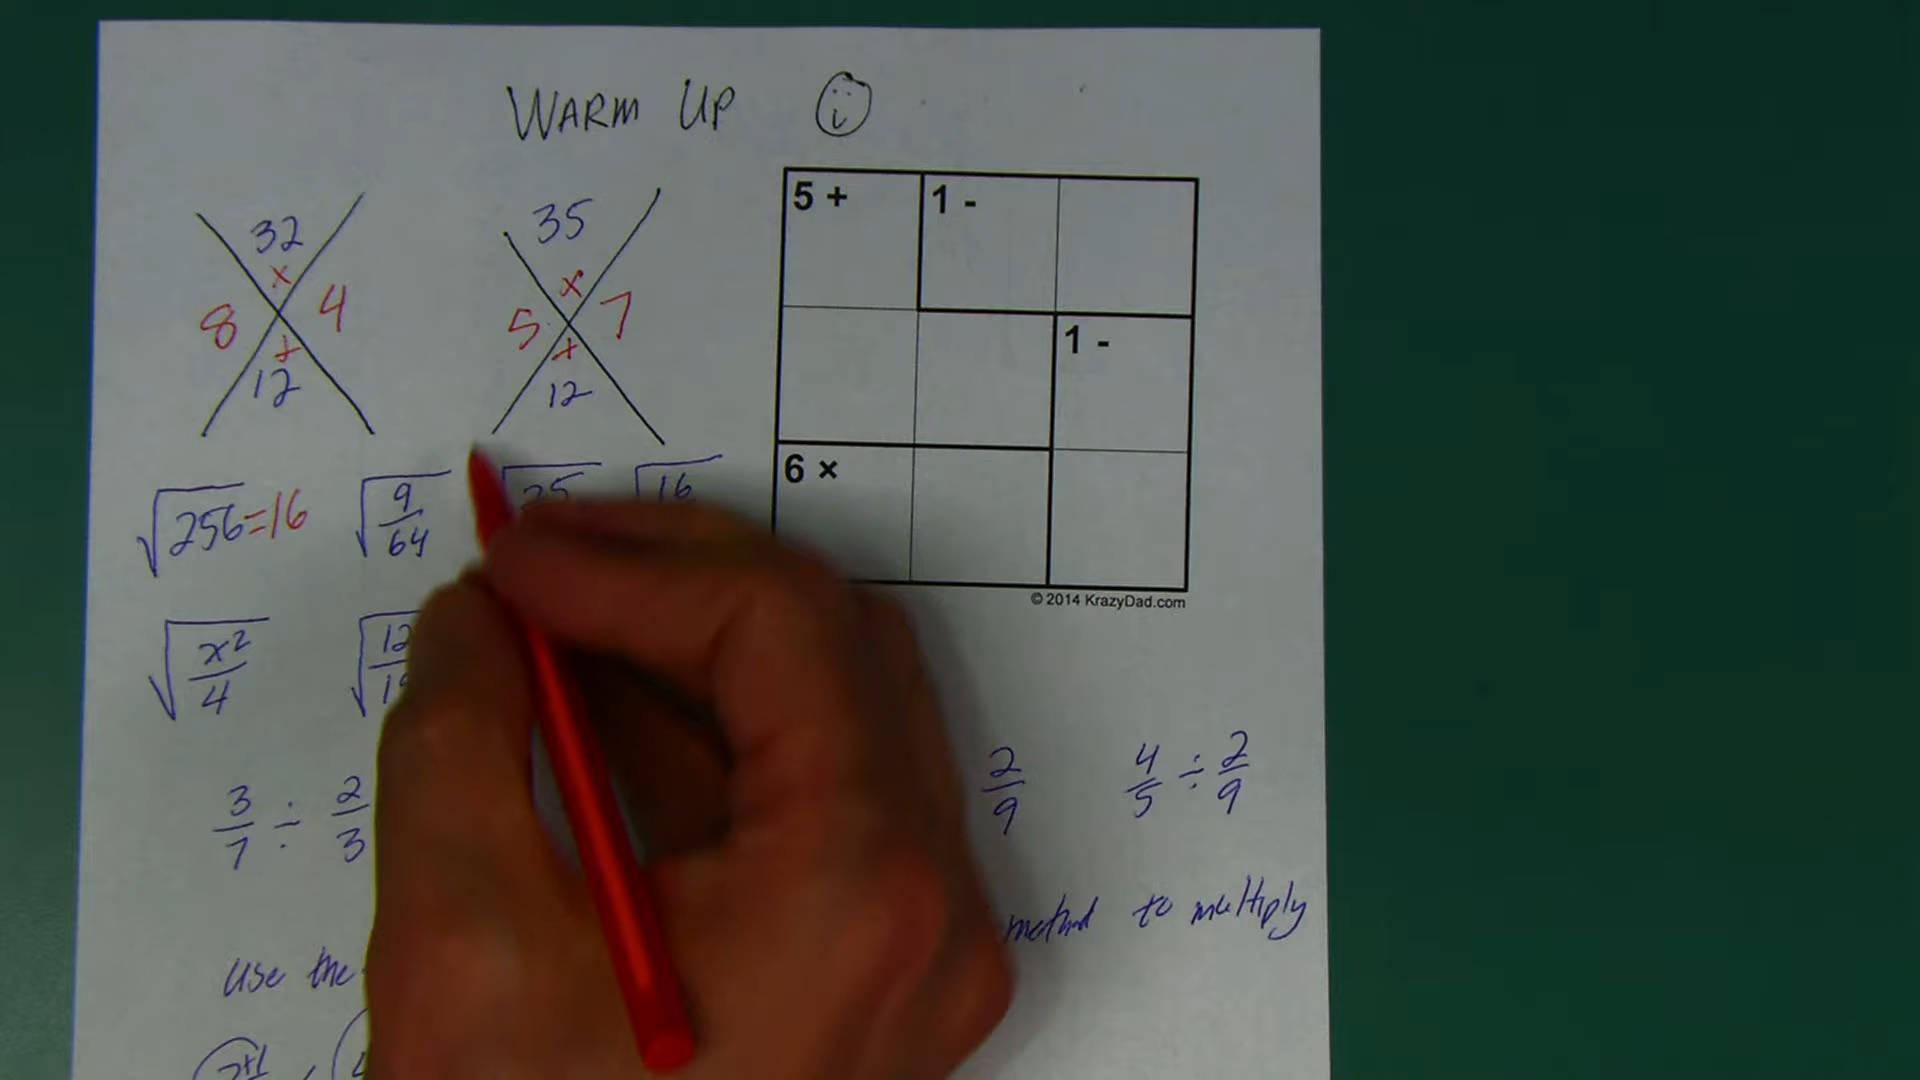 WARM UP
32
×
8 4
+
12
35
×
5 7
+
12
5 +
1 -
1 -
6 ×
© 2014 KrazyDad.com
√256 = 16
√9/64
√25
√16
√x²/4
3/7 ÷ 2/3
2/9
4/5 ÷ 2/9
Use the
method to multiply